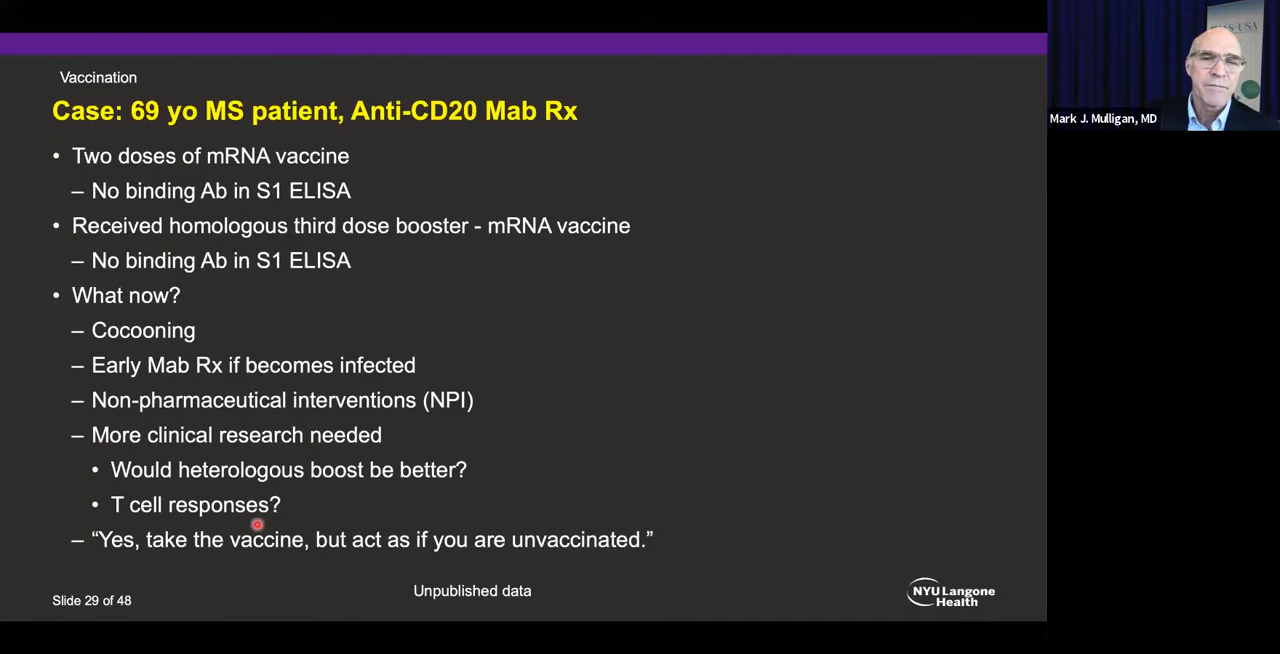 Vaccination
Case: 69 yo MS patient, Anti-CD20 Mab Rx
• Two doses of mRNA vaccine
– No binding Ab in S1 ELISA
• Received homologous third dose booster - mRNA vaccine
– No binding Ab in S1 ELISA
• What now?
– Cocooning
– Early Mab Rx if becomes infected
– Non-pharmaceutical interventions (NPI)
– More clinical research needed
• Would heterologous boost be better?
• T cell responses?
– “Yes, take the vaccine, but act as if you are unvaccinated.”
Unpublished data
Slide 29 of 48
NYU Langone
Health
Mark J. Mulligan, MD